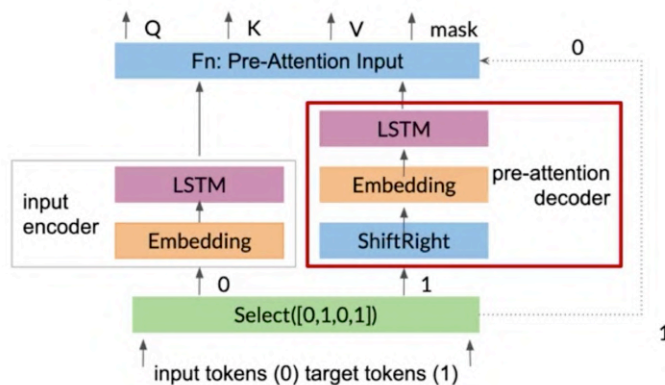 Q K V mask
0
Fn: Pre-Attention Input
LSTM
pre-attention
decoder
Embedding
ShiftRight
input
encoder
LSTM
Embedding
0 1
Select([0,1,0,1])
1
input tokens (0) target tokens (1)